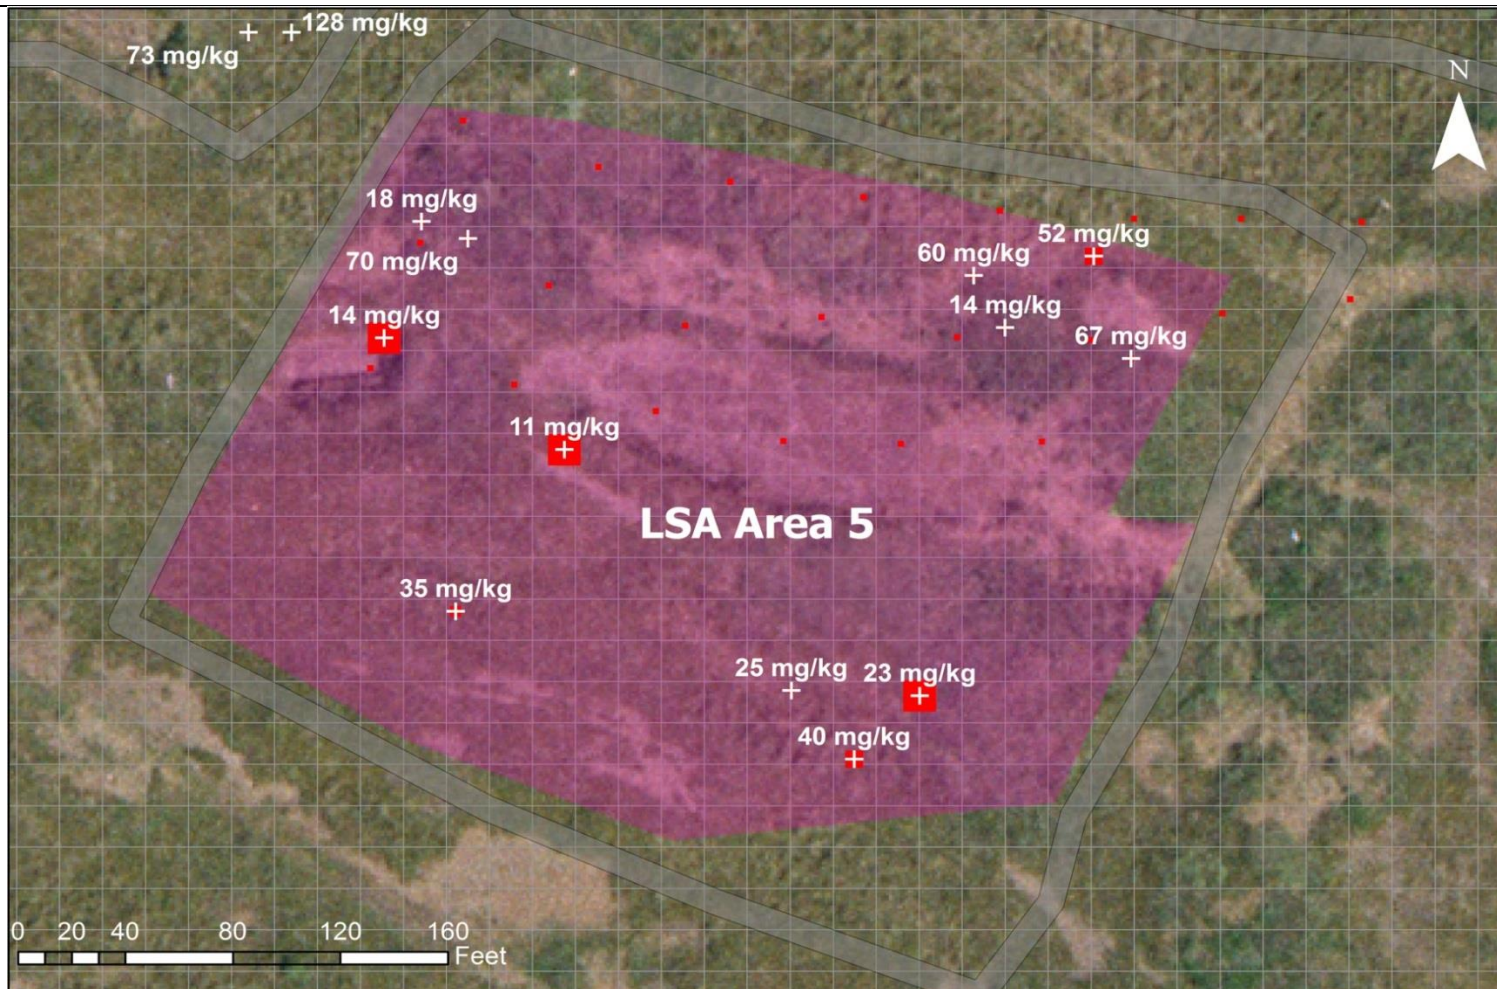 128 mg/kg
73 mg/kg
N
18 mg/kg
70 mg/kg
52 mg/kg
60 mg/kg
14 mg/kg
14 mg/kg
67 mg/kg
11 mg/kg
LSA Area 5
35 mg/kg
25 mg/kg
23 mg/kg
40 mg/kg
0 20 40 80 120 160
Feet